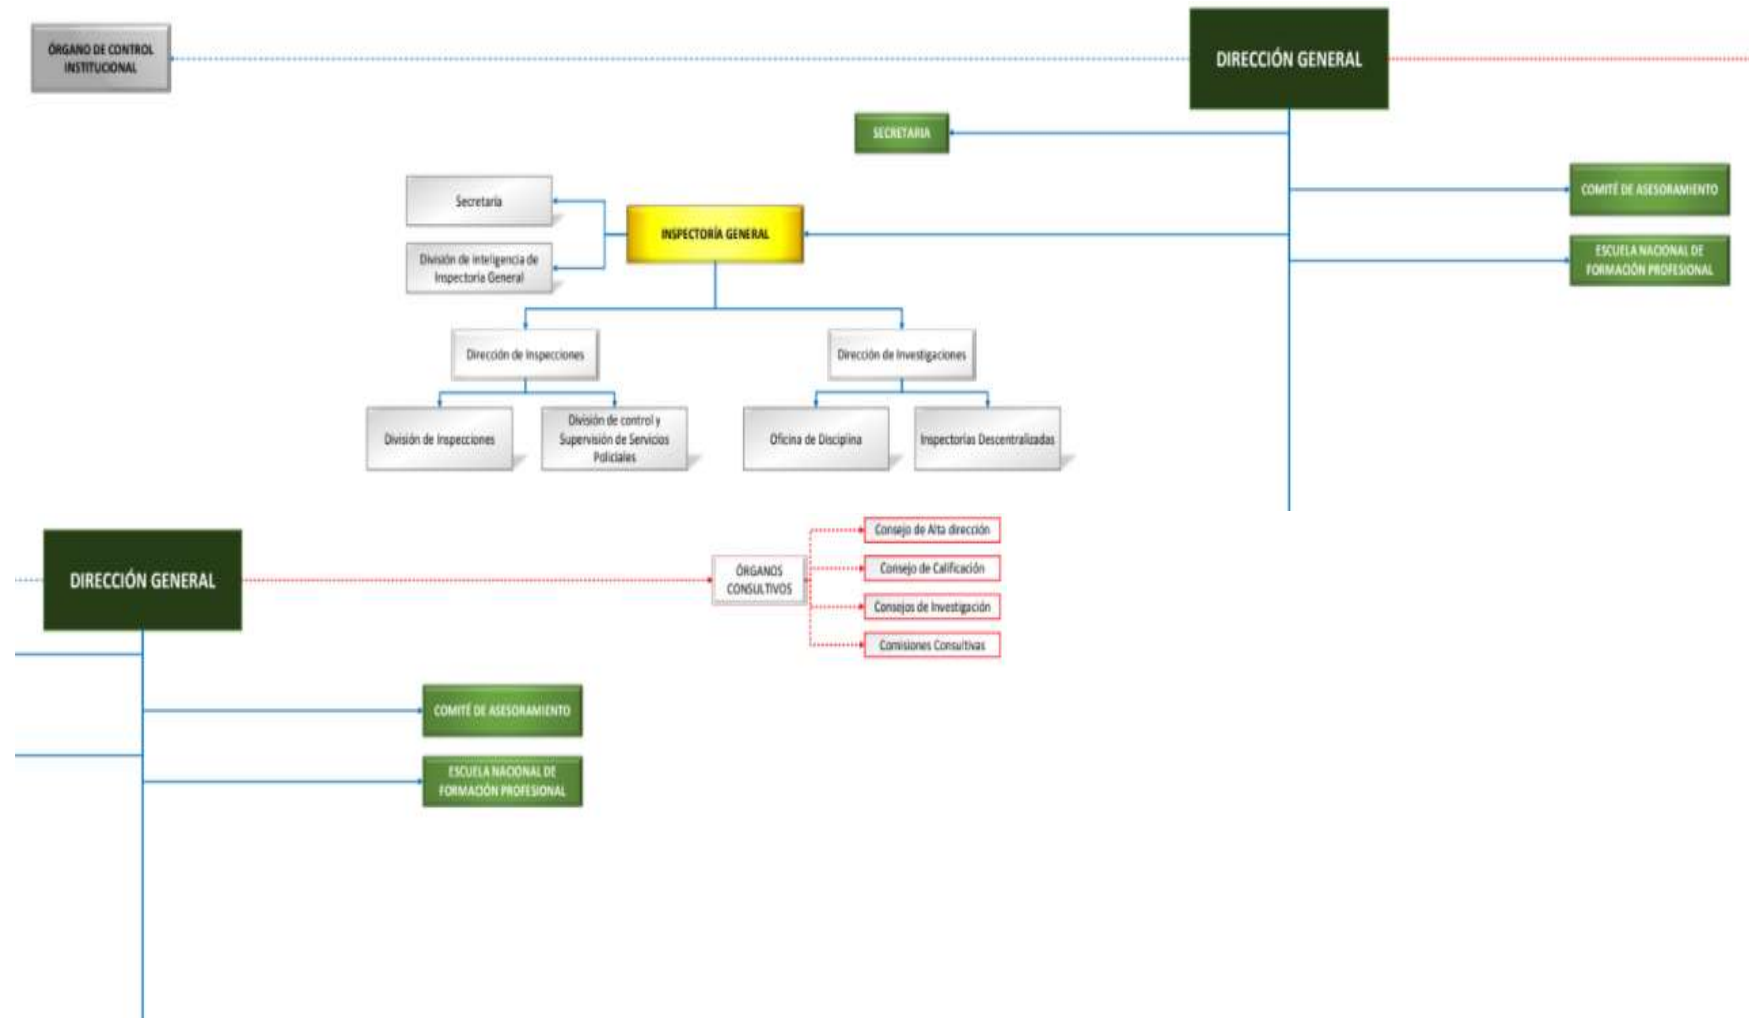 ÓRGANO DE CONTROL
INSTITUCIONAL
DIRECCIÓN GENERAL
SECRETARIA
COMITÉ DE ASESORAMIENTO
ESCUELA NACIONAL DE
FORMACIÓN PROFESIONAL
Secretaría
INSPECTORÍA GENERAL
División de inteligencia de
Inspectoría General
Dirección de Inspecciones
Dirección de Investigaciones
División de Inspecciones
División de control y
Supervisión de Servicios
Policiales
Oficina de Disciplina
Inspectorías Descentralizadas
DIRECCIÓN GENERAL
ÓRGANOS
CONSULTIVOS
Consejo de Alta dirección
Consejo de Calificación
Consejos de Investigación
Comisiones Consultivas
COMITÉ DE ASESORAMIENTO
ESCUELA NACIONAL DE
FORMACIÓN PROFESIONAL